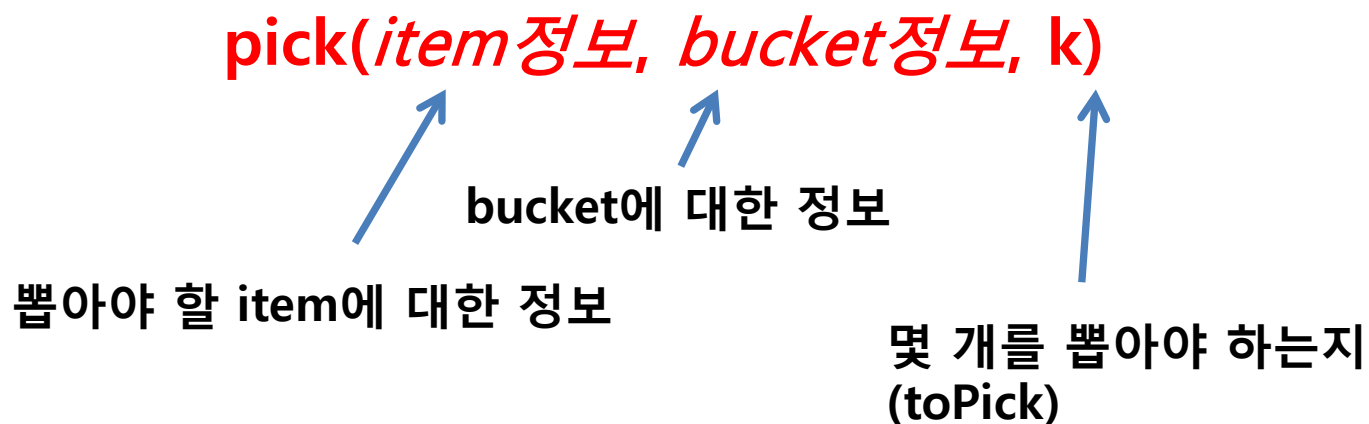 pick(item정보, bucket정보, k)
bucket에 대한 정보
뽑아야 할 item에 대한 정보
몇 개를 뽑아야 하는지
(toPick)